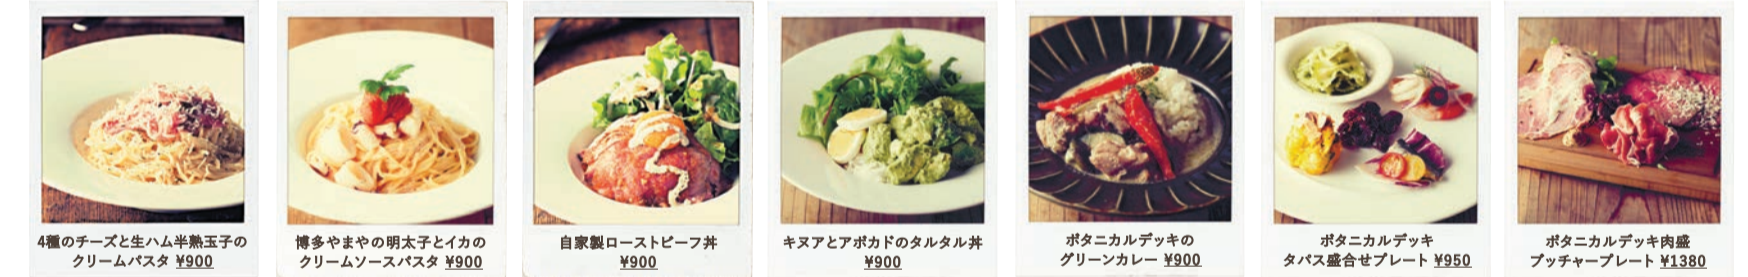 4種のチーズと生ハム半熟玉子の
クリームパスタ ¥900
博多やまやの明太子とイカの
クリームソースパスタ ¥900
自家製ローストビーフ丼
¥900
キヌアとアボカドのタルタル丼
¥900
ボタニカルデッキの
グリーンカレー ¥900
ボタニカルデッキ
タパス盛合せプレート ¥950
ボタニカルデッキ肉盛
ブッチャープレート ¥1380